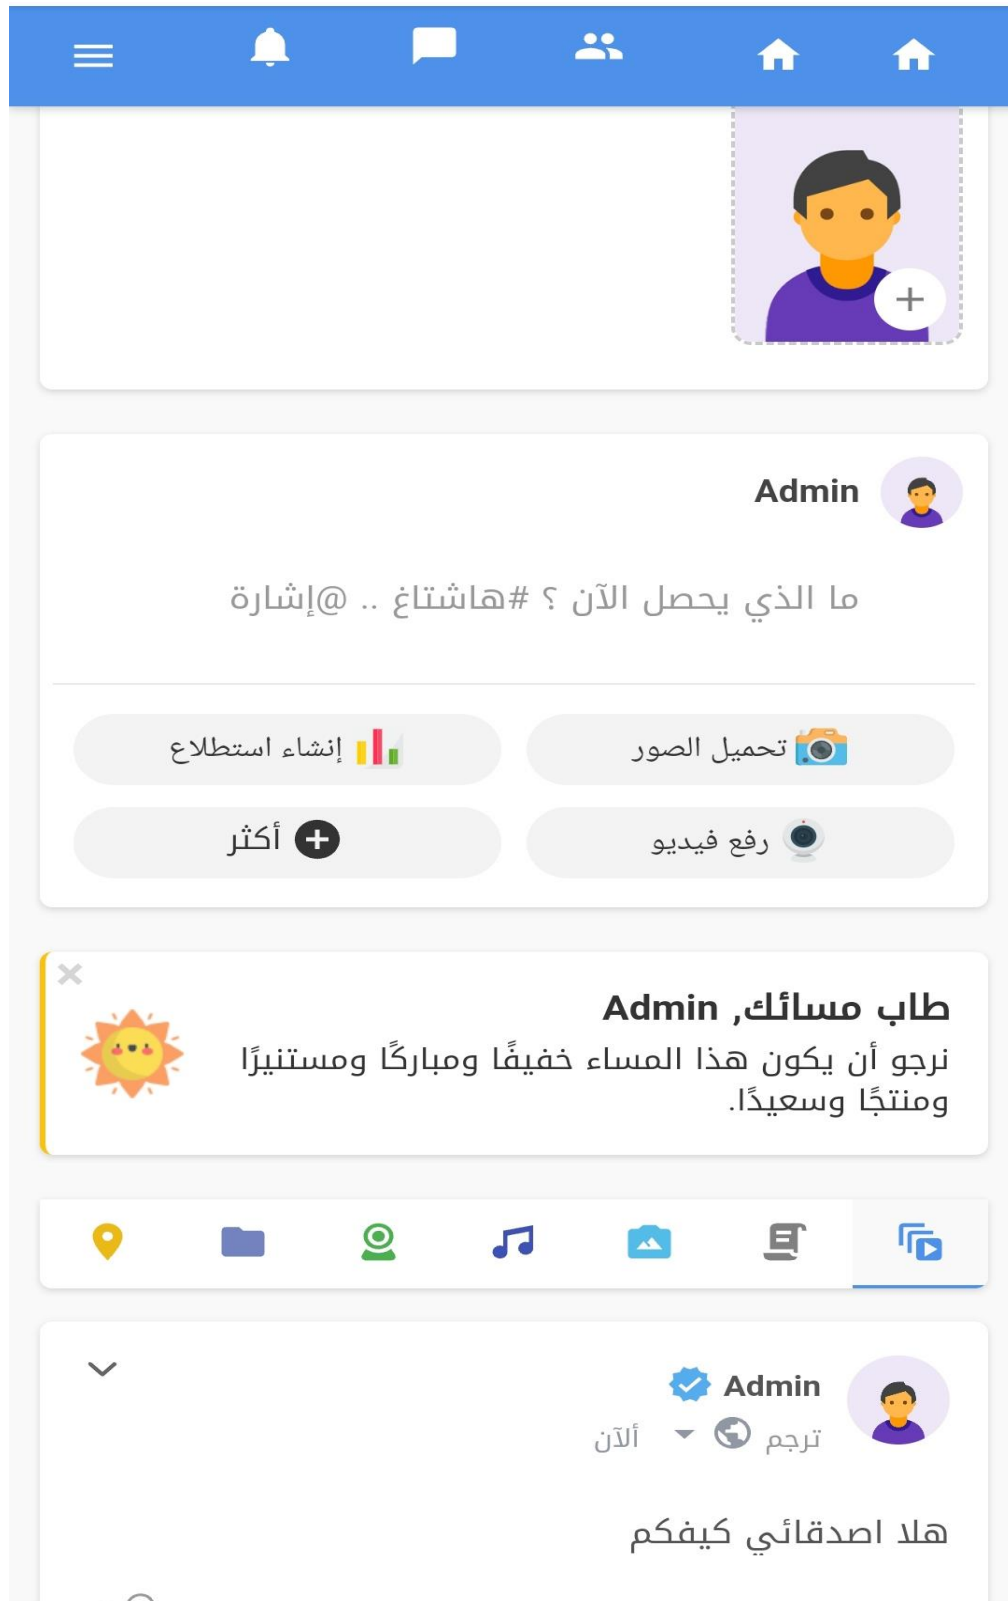 Admin
ما الذي يحصل الآن ؟ #هاشتاغ .. @إشارة
تحميل الصور
إنشاء استطلاع
رفع فيديو
أكثر
طاب مسائك, Admin
نرجو أن يكون هذا المساء خفيفًا ومباركًا ومستنيرًا
ومنتجًا وسعيدًا.
Admin
ترجم
ألآن
هلا اصدقائي كيفكم